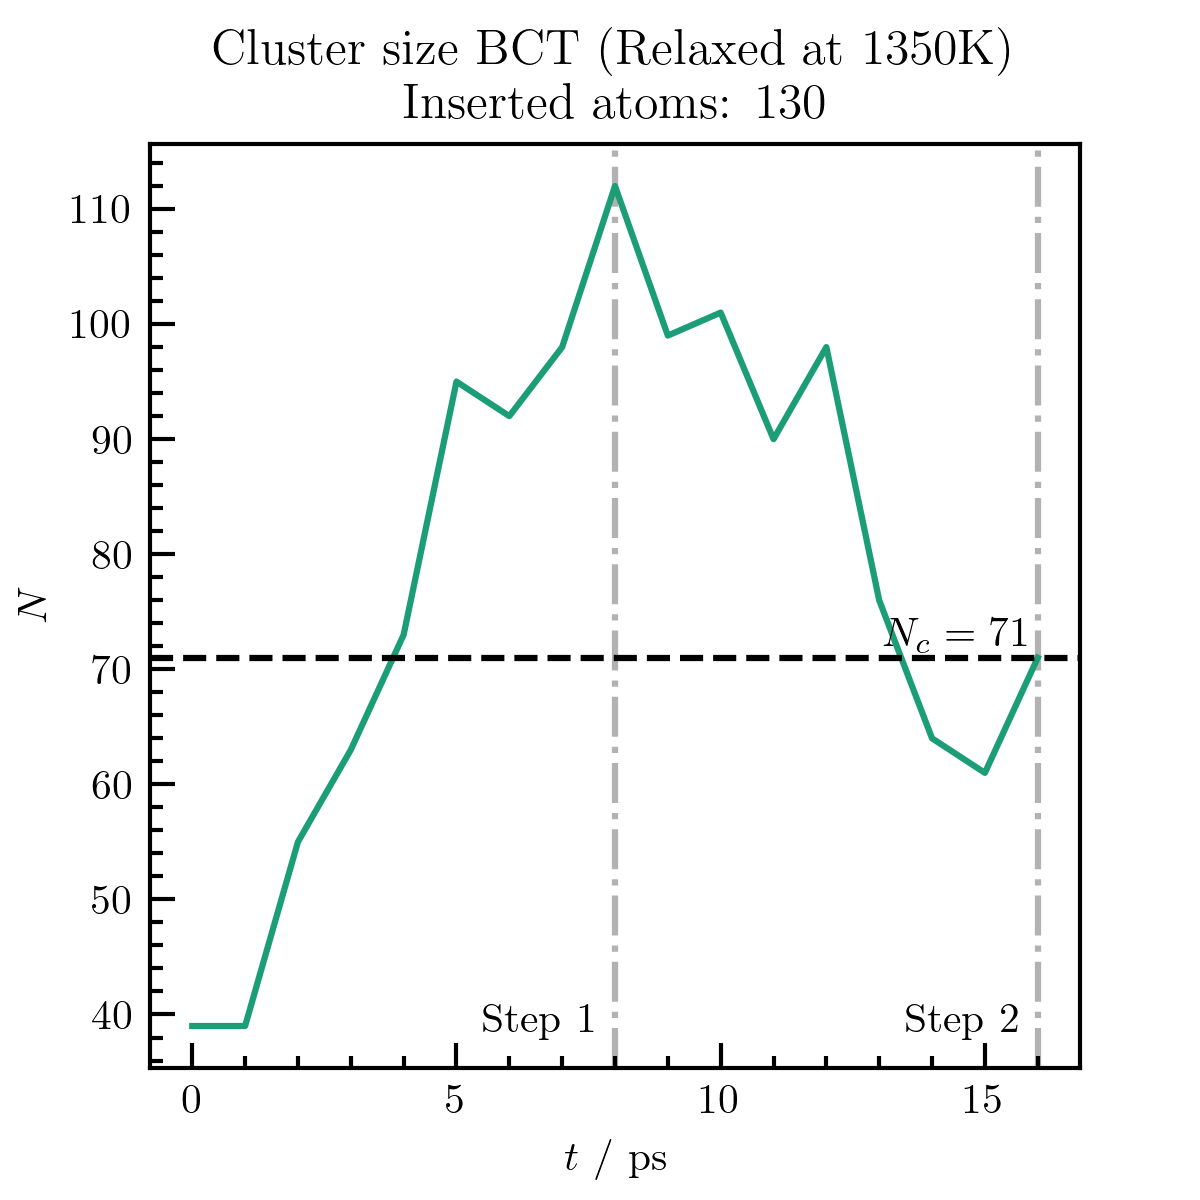 Cluster size BCT (Relaxed at 1350K)
Inserted atoms: 130
110
100
90
80
70
60
50
40
N
N_c = 71
Step 1
Step 2
0
5
10
15
t / ps